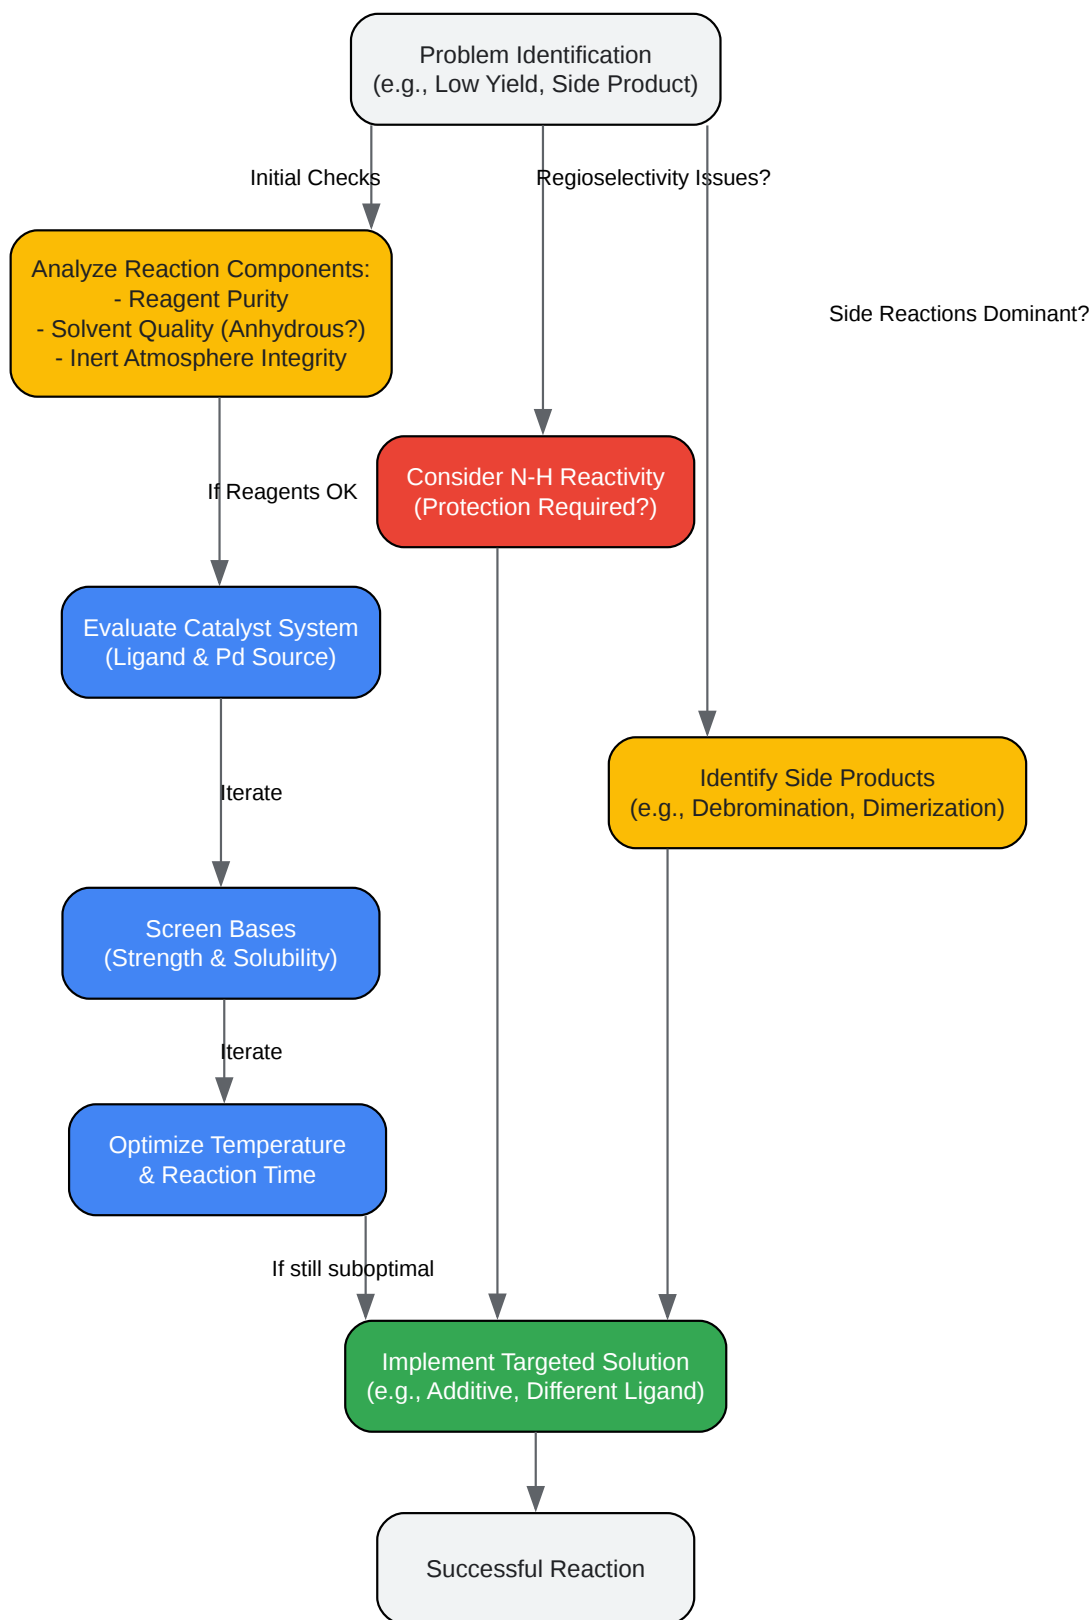 Problem Identification
(e.g., Low Yield, Side Product)
Initial Checks
Regioselectivity Issues?
Side Reactions Dominant?
Analyze Reaction Components:
- Reagent Purity
- Solvent Quality (Anhydrous?)
- Inert Atmosphere Integrity
If Reagents OK
Consider N-H Reactivity
(Protection Required?)
Evaluate Catalyst System
(Ligand & Pd Source)
Iterate
Identify Side Products
(e.g., Debromination, Dimerization)
Screen Bases
(Strength & Solubility)
Iterate
Optimize Temperature
& Reaction Time
If still suboptimal
Implement Targeted Solution
(e.g., Additive, Different Ligand)
Successful Reaction